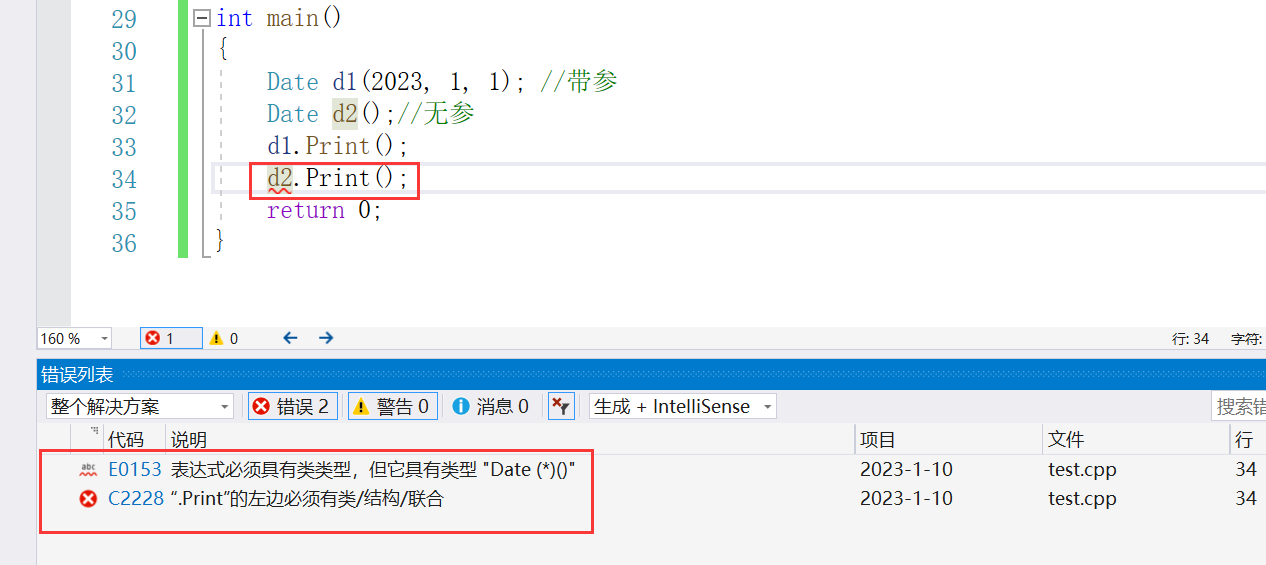 29 int main()
30 {
31 Date d1(2023, 1, 1); //带参
32 Date d2();//无参
33 d1.Print();
34 d2.Print();
35 return 0;
36 }
160 % 1 0 行: 34 字符:
错误列表
整个解决方案 错误 2 警告 0 消息 0 生成 + IntelliSense 搜索错
代码 说明 项目 文件 行
abc E0153 表达式必须具有类类型，但它具有类型 "Date (*)()" 2023-1-10 test.cpp 34
C2228 “.Print”的左边必须有类/结构/联合 2023-1-10 test.cpp 34